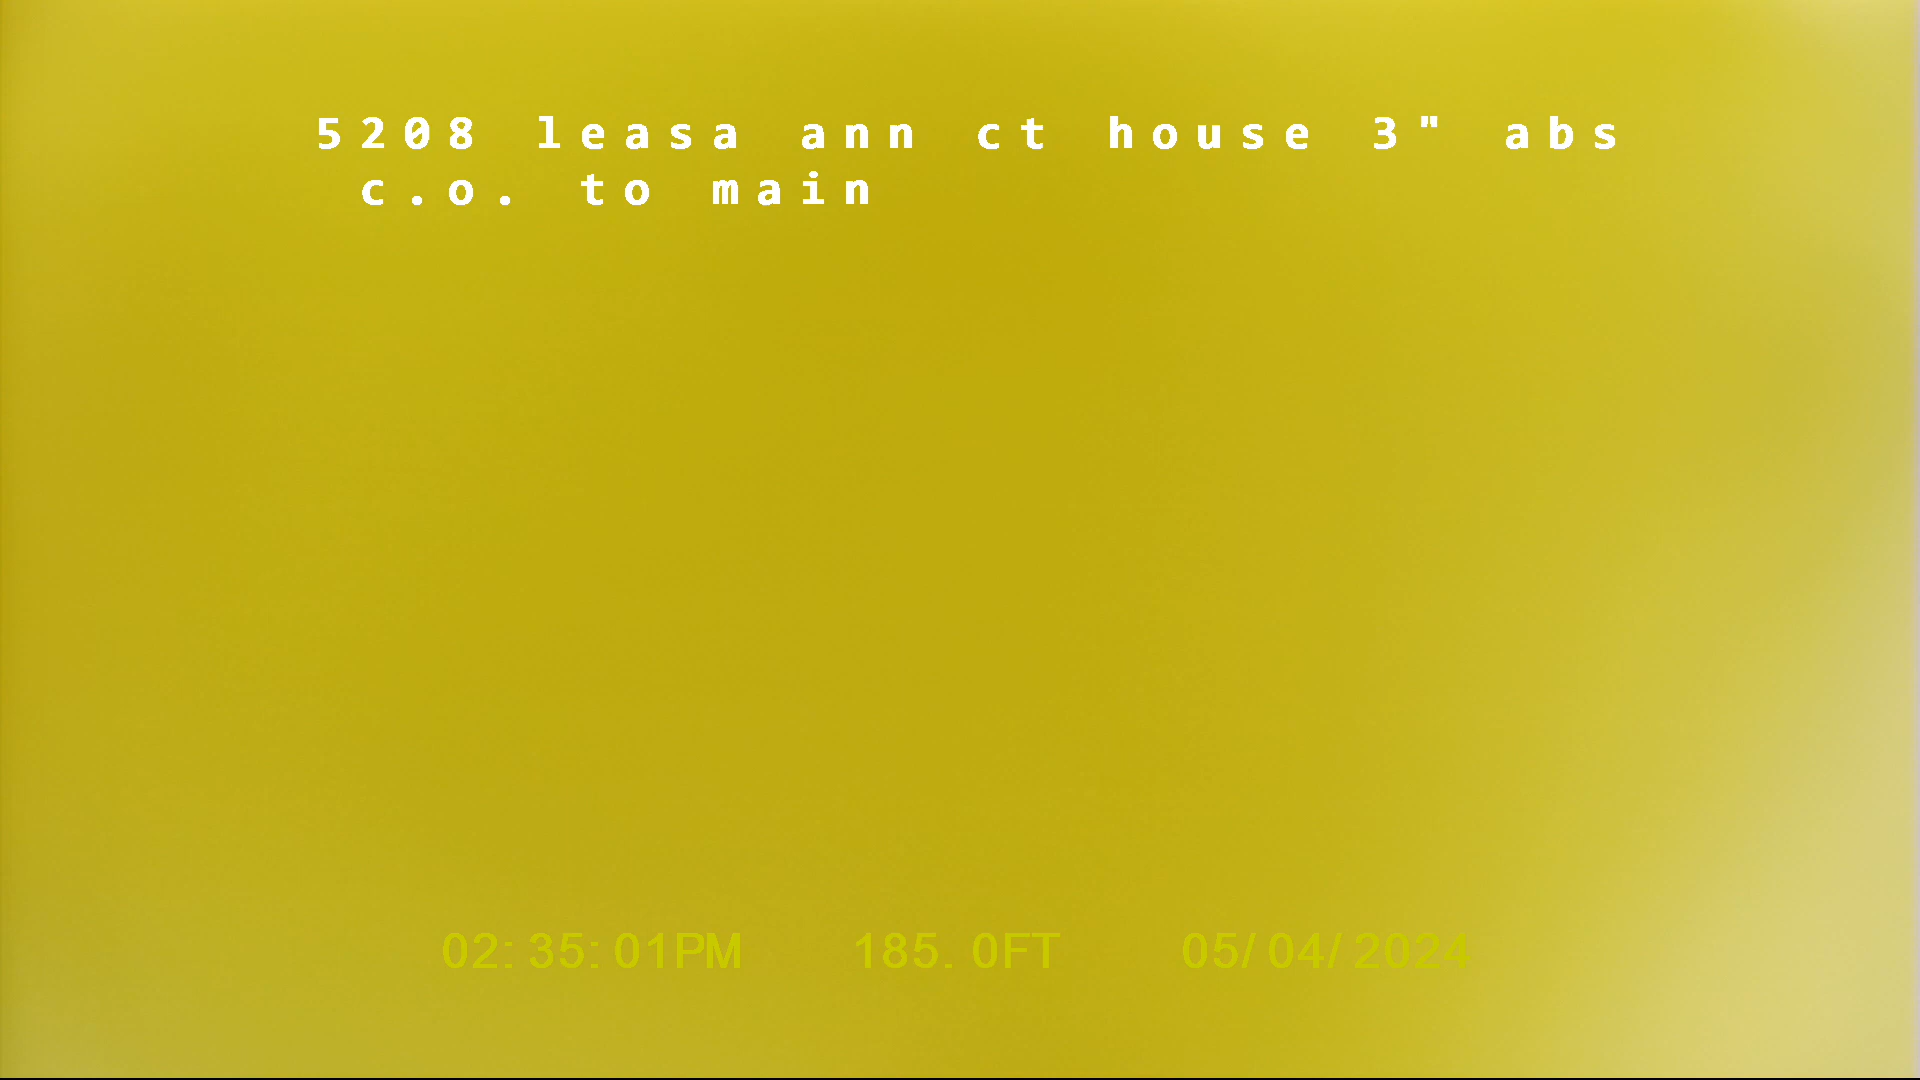 5208 leasa ann ct house 3" abs
c.o. to main
02:35:01PM 185.0FT 05/04/2024